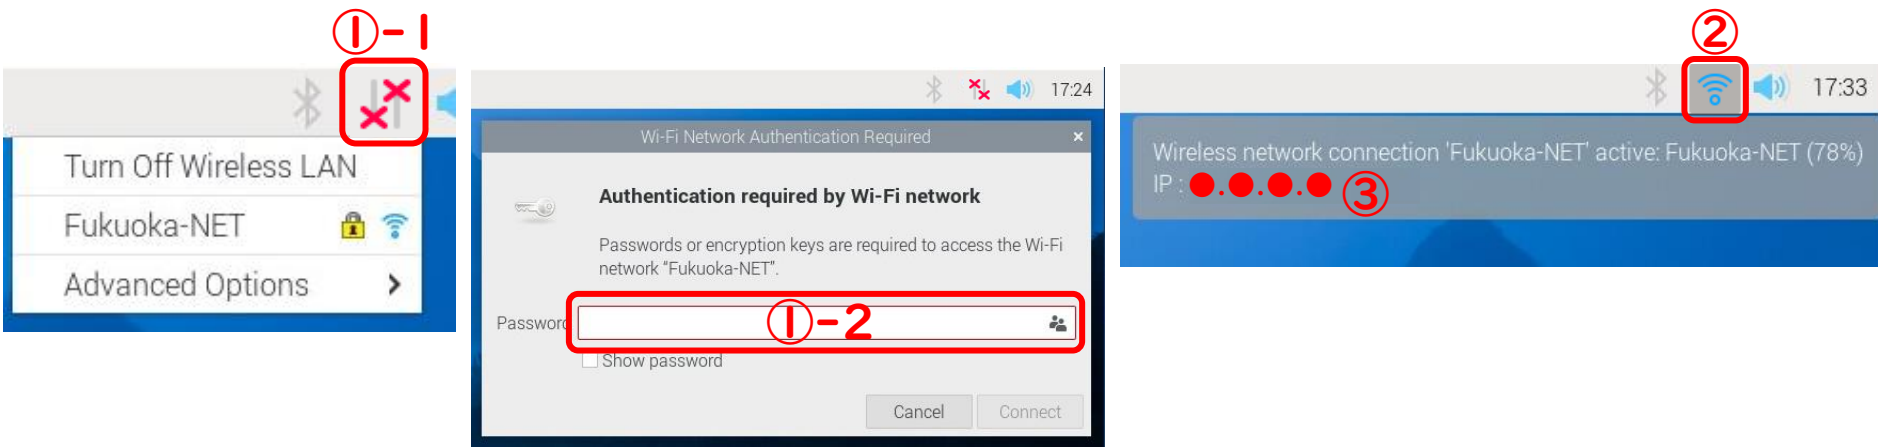 ①-1
Turn Off Wireless LAN
Fukuoka-NET
Advanced Options
17:24
Wi-Fi Network Authentication Required
Authentication required by Wi-Fi network
Passwords or encryption keys are required to access the Wi-Fi
network “Fukuoka-NET”.
Password
①-2
Show password
Cancel
Connect
②
17:33
Wireless network connection 'Fukuoka-NET' active: Fukuoka-NET (78%)
IP : ●.●.●.● ③